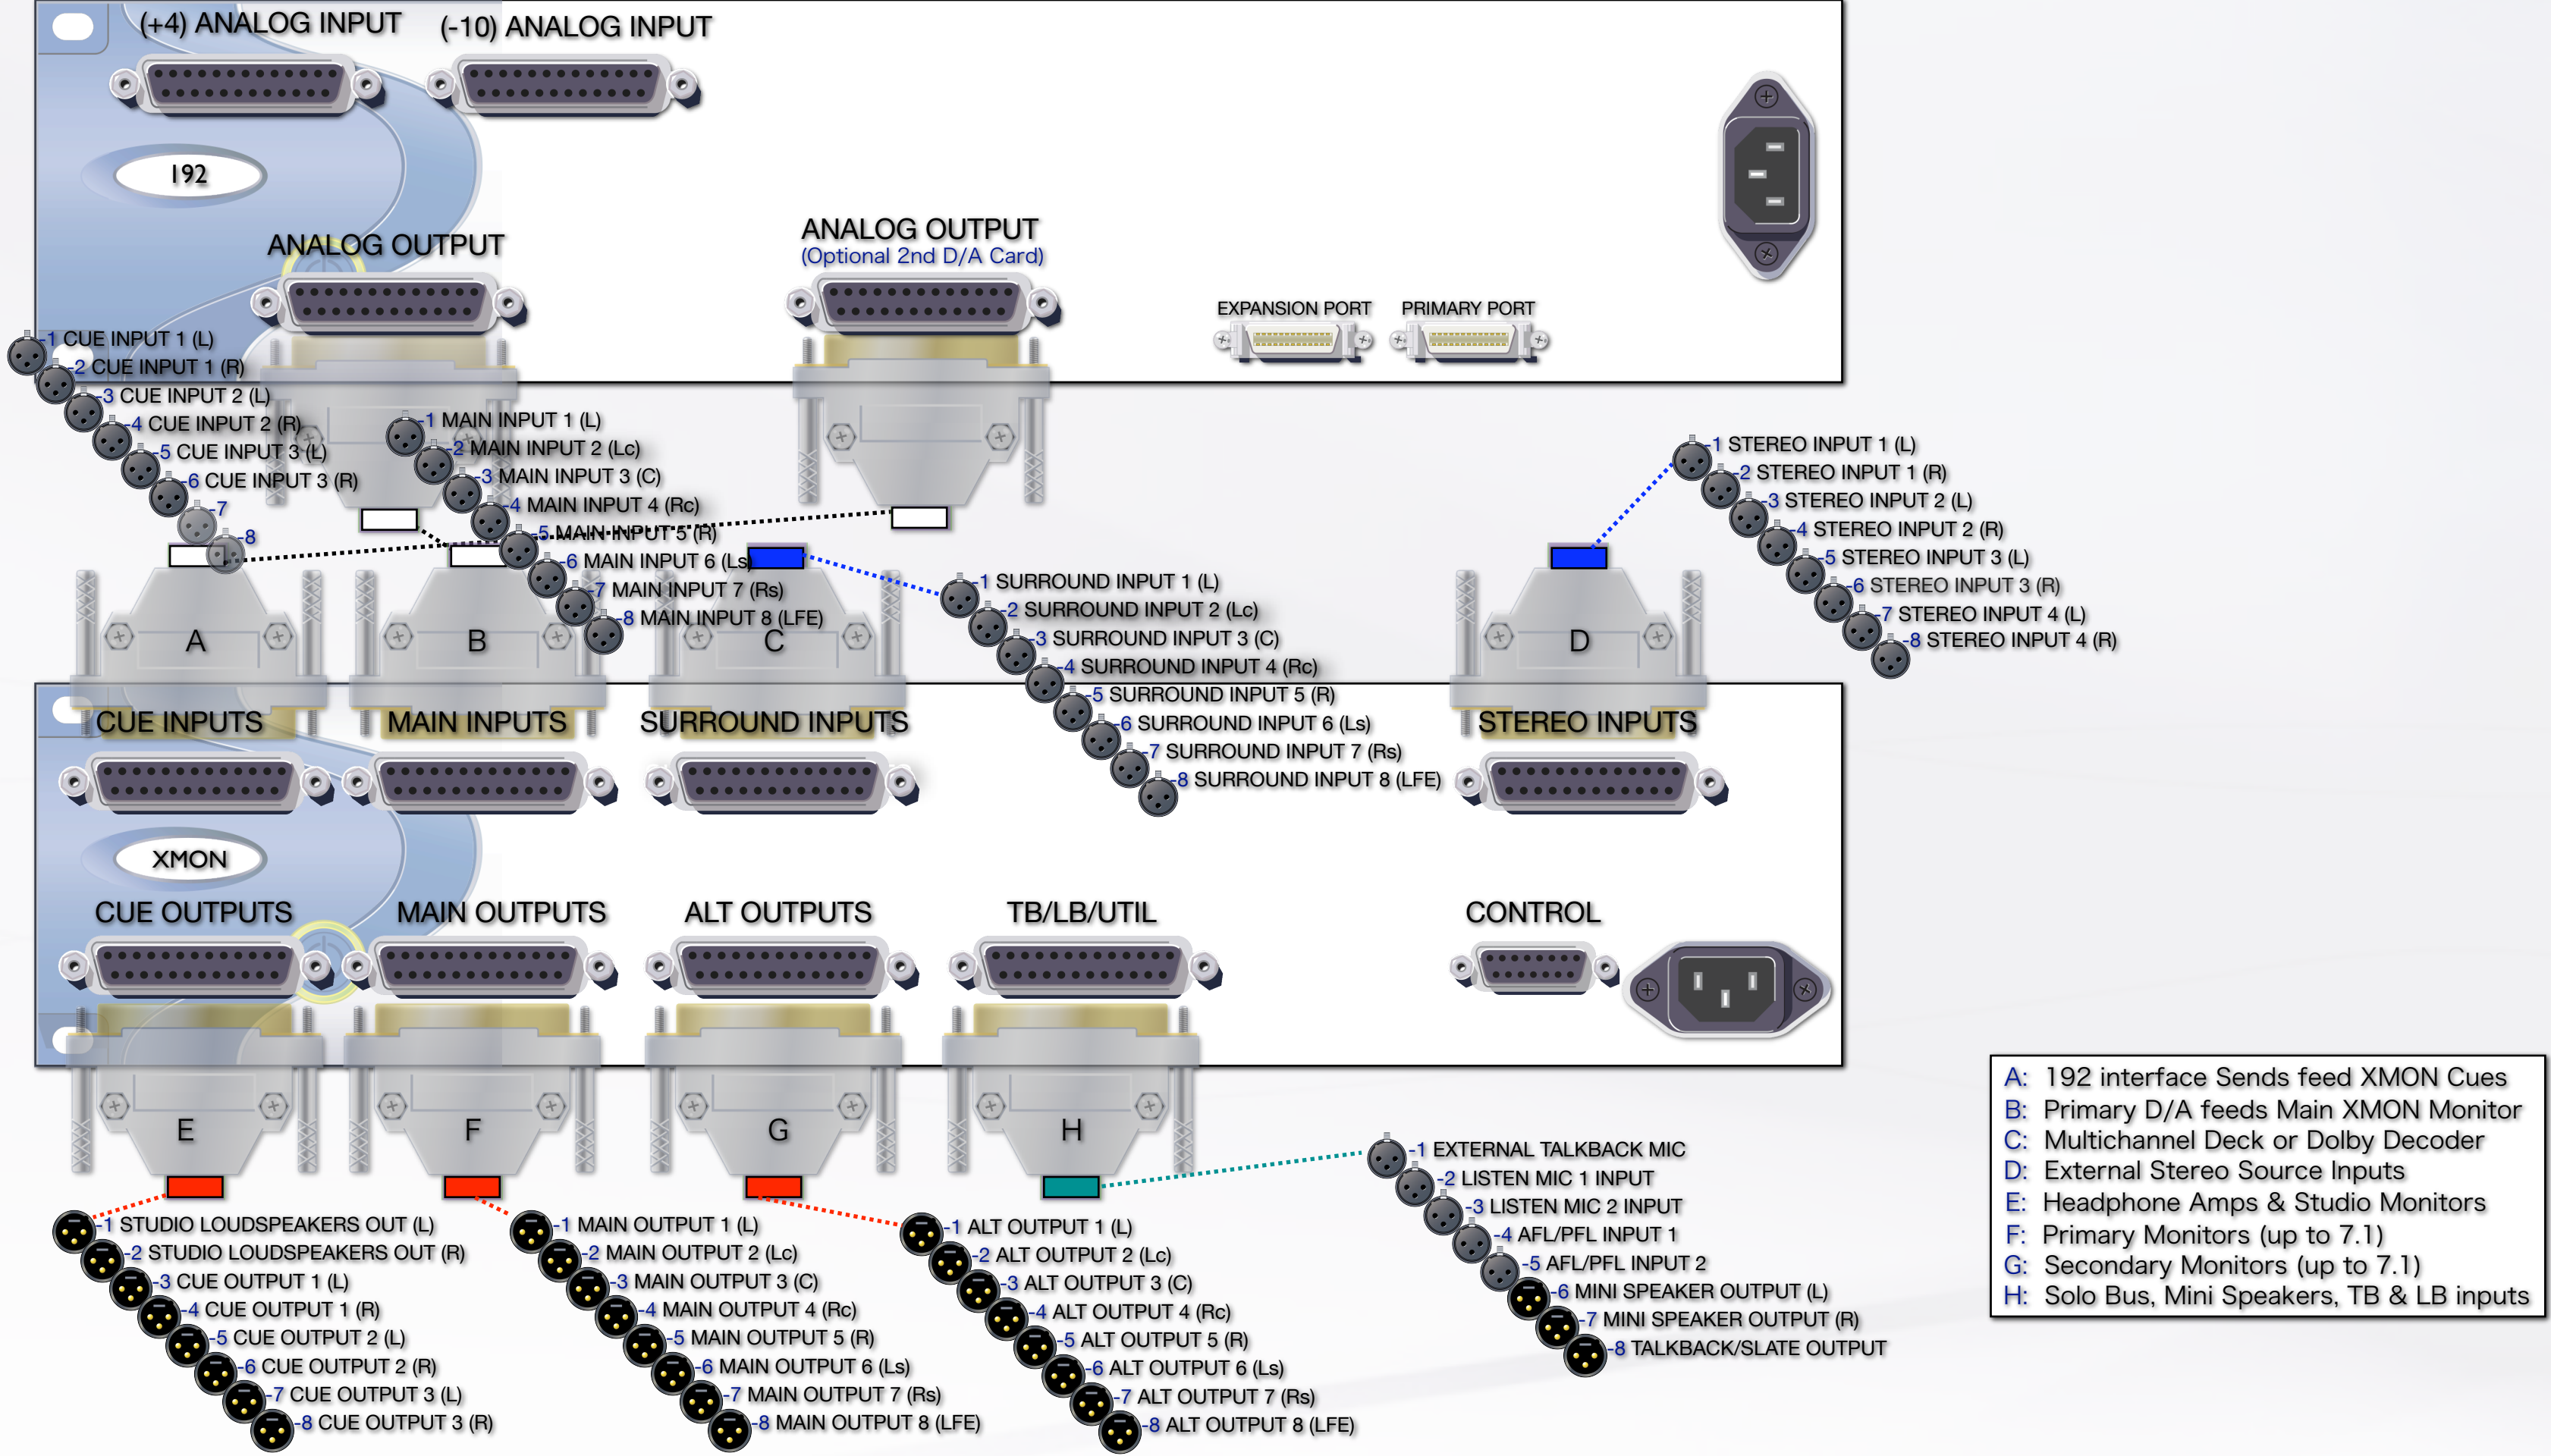 (+4) ANALOG INPUT
(-10) ANALOG INPUT
192
ANALOG OUTPUT
ANALOG OUTPUT
(Optional 2nd D/A Card)
EXPANSION PORT
PRIMARY PORT
-1 CUE INPUT 1 (L)
-2 CUE INPUT 1 (R)
-3 CUE INPUT 2 (L)
-4 CUE INPUT 2 (R)
-5 CUE INPUT 3 (L)
-6 CUE INPUT 3 (R)
-7
-8
-1 MAIN INPUT 1 (L)
-2 MAIN INPUT 2 (Lc)
-3 MAIN INPUT 3 (C)
-4 MAIN INPUT 4 (Rc)
-5 MAIN INPUT 5 (R)
-6 MAIN INPUT 6 (Ls)
-7 MAIN INPUT 7 (Rs)
-8 MAIN INPUT 8 (LFE)
-1 SURROUND INPUT 1 (L)
-2 SURROUND INPUT 2 (Lc)
-3 SURROUND INPUT 3 (C)
-4 SURROUND INPUT 4 (Rc)
-5 SURROUND INPUT 5 (R)
-6 SURROUND INPUT 6 (Ls)
-7 SURROUND INPUT 7 (Rs)
-8 SURROUND INPUT 8 (LFE)
-1 STEREO INPUT 1 (L)
-2 STEREO INPUT 1 (R)
-3 STEREO INPUT 2 (L)
-4 STEREO INPUT 2 (R)
-5 STEREO INPUT 3 (L)
-6 STEREO INPUT 3 (R)
-7 STEREO INPUT 4 (L)
-8 STEREO INPUT 4 (R)
A
B
C
D
CUE INPUTS
MAIN INPUTS
SURROUND INPUTS
STEREO INPUTS
XMON
CUE OUTPUTS
MAIN OUTPUTS
ALT OUTPUTS
TB/LB/UTIL
CONTROL
E
F
G
H
-1 STUDIO LOUDSPEAKERS OUT (L)
-2 STUDIO LOUDSPEAKERS OUT (R)
-3 CUE OUTPUT 1 (L)
-4 CUE OUTPUT 1 (R)
-5 CUE OUTPUT 2 (L)
-6 CUE OUTPUT 2 (R)
-7 CUE OUTPUT 3 (L)
-8 CUE OUTPUT 3 (R)
-1 MAIN OUTPUT 1 (L)
-2 MAIN OUTPUT 2 (Lc)
-3 MAIN OUTPUT 3 (C)
-4 MAIN OUTPUT 4 (Rc)
-5 MAIN OUTPUT 5 (R)
-6 MAIN OUTPUT 6 (Ls)
-7 MAIN OUTPUT 7 (Rs)
-8 MAIN OUTPUT 8 (LFE)
-1 ALT OUTPUT 1 (L)
-2 ALT OUTPUT 2 (Lc)
-3 ALT OUTPUT 3 (C)
-4 ALT OUTPUT 4 (Rc)
-5 ALT OUTPUT 5 (R)
-6 ALT OUTPUT 6 (Ls)
-7 ALT OUTPUT 7 (Rs)
-8 ALT OUTPUT 8 (LFE)
-1 EXTERNAL TALKBACK MIC
-2 LISTEN MIC 1 INPUT
-3 LISTEN MIC 2 INPUT
-4 AFL/PFL INPUT 1
-5 AFL/PFL INPUT 2
-6 MINI SPEAKER OUTPUT (L)
-7 MINI SPEAKER OUTPUT (R)
-8 TALKBACK/SLATE OUTPUT
A: 192 interface Sends feed XMON Cues
B: Primary D/A feeds Main XMON Monitor
C: Multichannel Deck or Dolby Decoder
D: External Stereo Source Inputs
E: Headphone Amps & Studio Monitors
F: Primary Monitors (up to 7.1)
G: Secondary Monitors (up to 7.1)
H: Solo Bus, Mini Speakers, TB & LB inputs